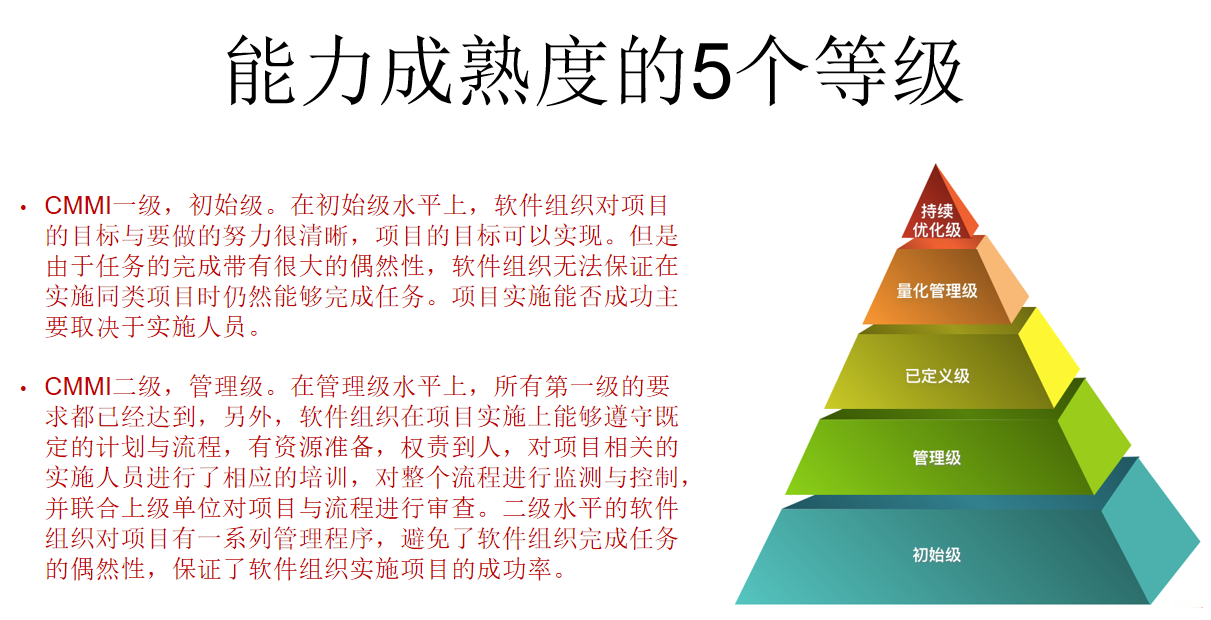 能力成熟度的5个等级
• CMMI一级，初始级。在初始级水平上，软件组织对项目
的目标与要做的努力很清晰，项目的目标可以实现。但是
由于任务的完成带有很大的偶然性，软件组织无法保证在
实施同类项目时仍然能够完成任务。项目实施能否成功主
要取决于实施人员。
• CMMI二级，管理级。在管理级水平上，所有第一级的要
求都已经达到，另外，软件组织在项目实施上能够遵守既
定的计划与流程，有资源准备，权责到人，对项目相关的
实施人员进行了相应的培训，对整个流程进行监测与控制，
并联合上级单位对项目与流程进行审查。二级水平的软件
组织对项目有一系列管理程序，避免了软件组织完成任务
的偶然性，保证了软件组织实施项目的成功率。
持续
优化级
量化管理级
已定义级
管理级
初始级